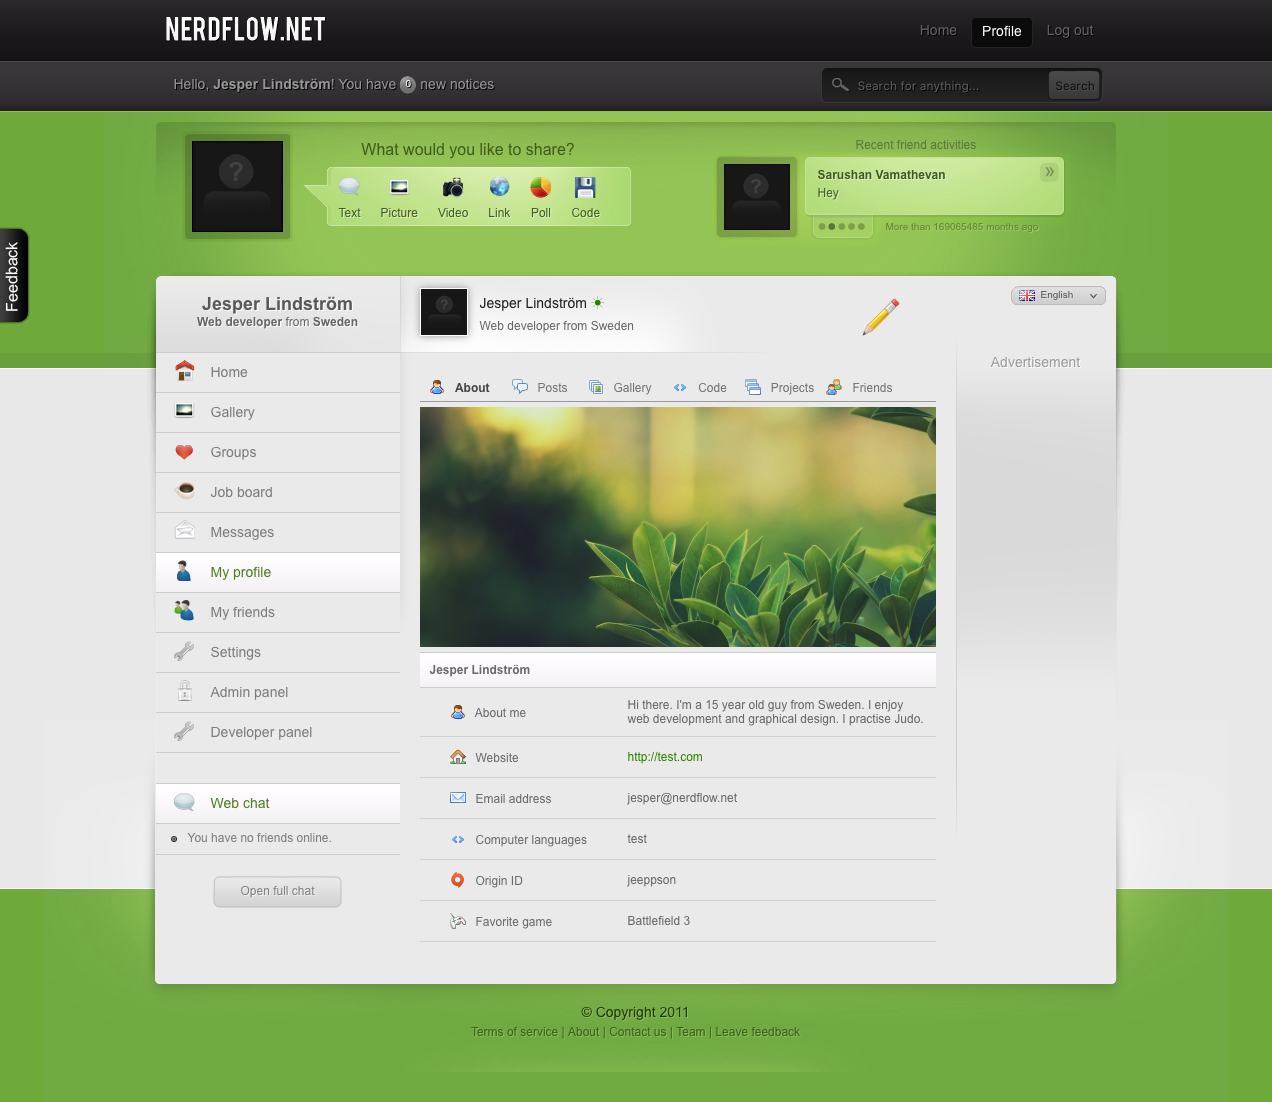 NERDFLOW.NET
Home
Profile
Log out
Hello, Jesper Lindström! You have 0 new notices
Search for anything...
Search
What would you like to share?
Text
Picture
Video
Link
Poll
Code
Recent friend activities
Sarushan Vamathevan
»
Hey
More than 169065485 months ago
Feedback
Jesper Lindström
Web developer from Sweden
Home
Gallery
Groups
Job board
Messages
My profile
My friends
Settings
Admin panel
Developer panel
Web chat
You have no friends online.
Open full chat
Jesper Lindström
Web developer from Sweden
English
Advertisement
About
Posts
Gallery
Code
Projects
Friends
Jesper Lindström
About me
Hi there. I'm a 15 year old guy from Sweden. I enjoy
web development and graphical design. I practise Judo.
Website
http://test.com
Email address
jesper@nerdflow.net
Computer languages
test
Origin ID
jeeppson
Favorite game
Battlefield 3
© Copyright 2011
Terms of service | About | Contact us | Team | Leave feedback